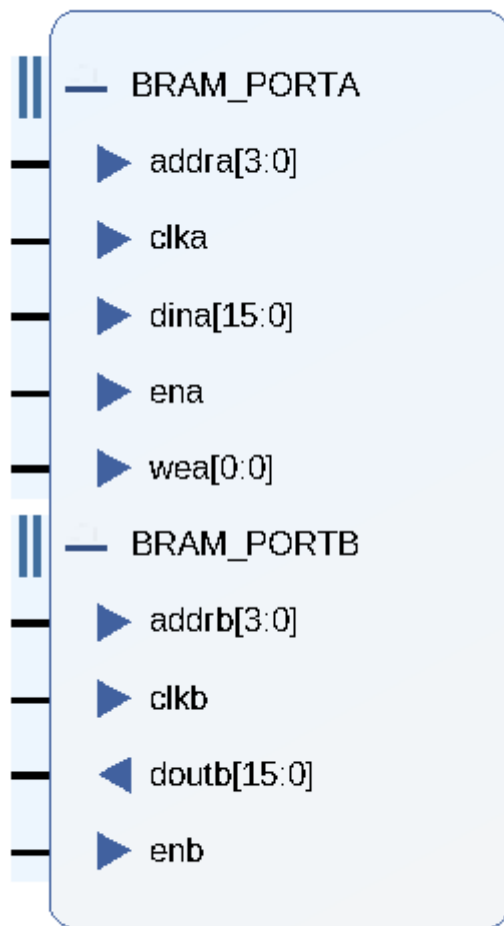 BRAM_PORTA
addra[3:0]
clka
dina[15:0]
ena
wea[0:0]
BRAM_PORTB
addrb[3:0]
clkb
doutb[15:0]
enb